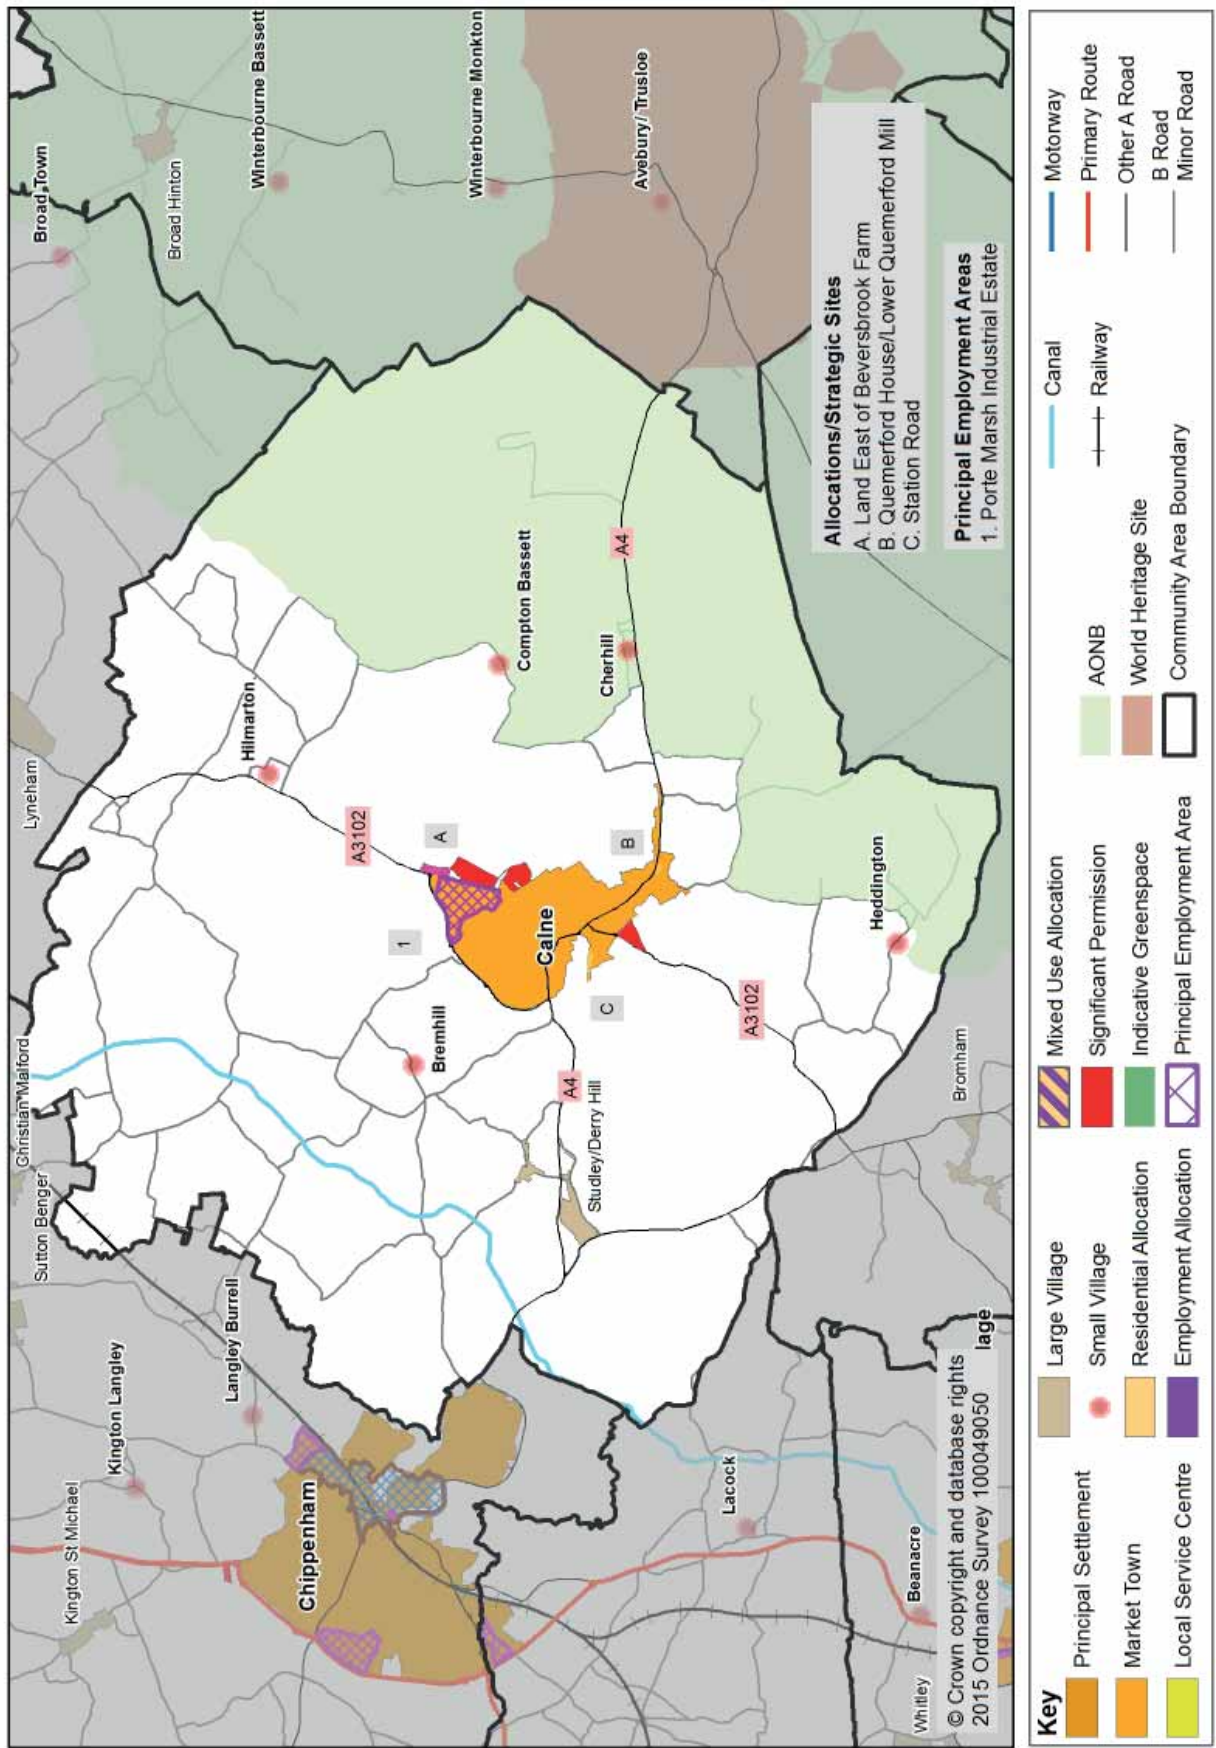 Christian Malford
Lyneham
Broad Town
Sutton Benger
Kington St Michael
Kington Langley
Langley Burrell
Hilmarton
Broad Hinton
Winterbourne Bassett
Chippenham
A3102
1
A
Bremhill
Winterbourne Monkton
Compton Bassett
Calne
A4
Studley/Derry Hill
C
B
Cherhill
A4
Avebury/ Trusloe
Lacock
A3102
Heddington
Beanacre
Whitley
Bromham
lage
Allocations/Strategic Sites
A. Land East of Beversbrook Farm
B. Quemerford House/Lower Quemerford Mill
C. Station Road
Principal Employment Areas
1. Porte Marsh Industrial Estate
© Crown copyright and database rights
2015 Ordnance Survey 100049050
Key
Principal Settlement
Market Town
Local Service Centre
Large Village
Small Village
Residential Allocation
Employment Allocation
Mixed Use Allocation
Significant Permission
Indicative Greenspace
Principal Employment Area
AONB
World Heritage Site
Community Area Boundary
Canal
Railway
Motorway
Primary Route
Other A Road
B Road
Minor Road